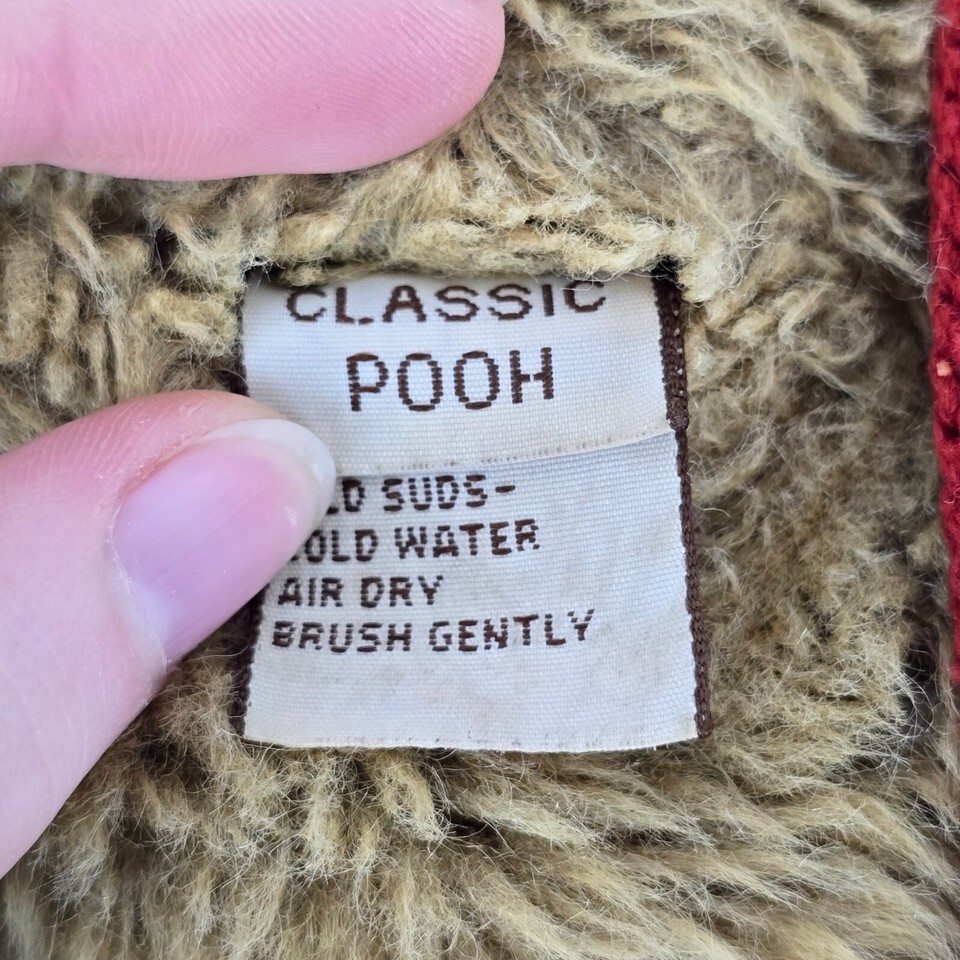 CLASSIC
POOH
SUDS-
WATER
AIR DRY
BRUSH GENTLY